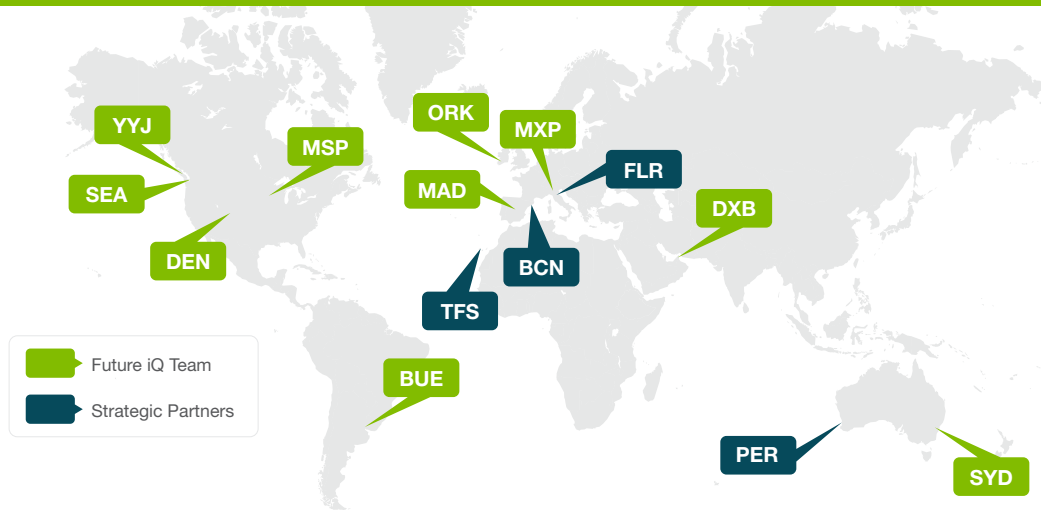 YYJ
MSP
SEA
DEN
ORK
MXP
FLR
MAD
DXB
BCN
TFS
BUE
PER
SYD
Future iQ Team
Strategic Partners